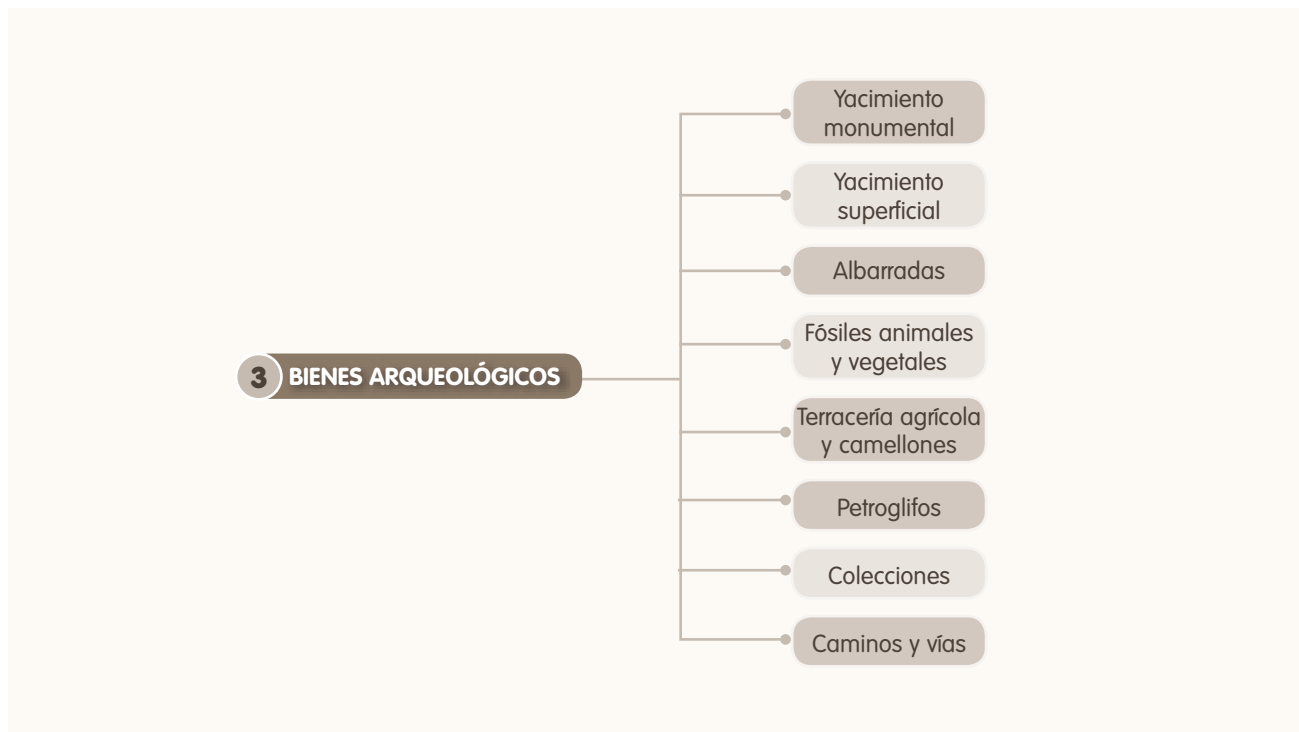 3 BIENES ARQUEOLÓGICOS
Yacimiento
monumental
Yacimiento
superficial
Albarradas
Fósiles animales
y vegetales
Terracería agrícola
y camellones
Petroglifos
Colecciones
Caminos y vías